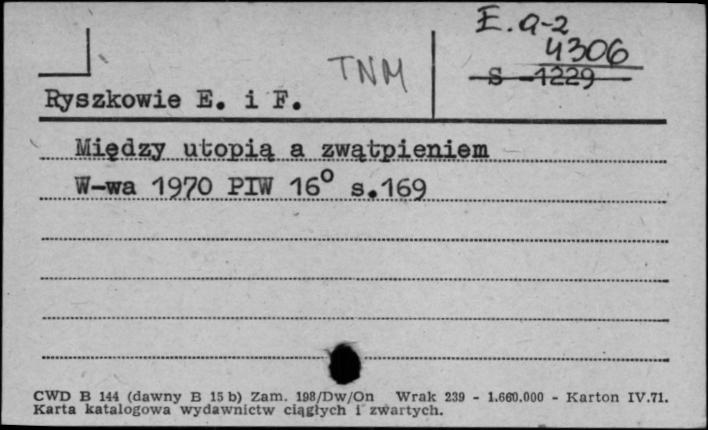 E. a-2
4306
TNM
S -1229
Ryszkowie E. i F.
Między utopią a zwątpieniem
W-wa 1970 PIW 16° s.169
CWD B 144 (dawny B 15 b) Zam. 198/Dw/On Wrak 239 - 1.660.000 - Karton IV.71.
Karta katalogowa wydawnictw ciągłych i zwartych.